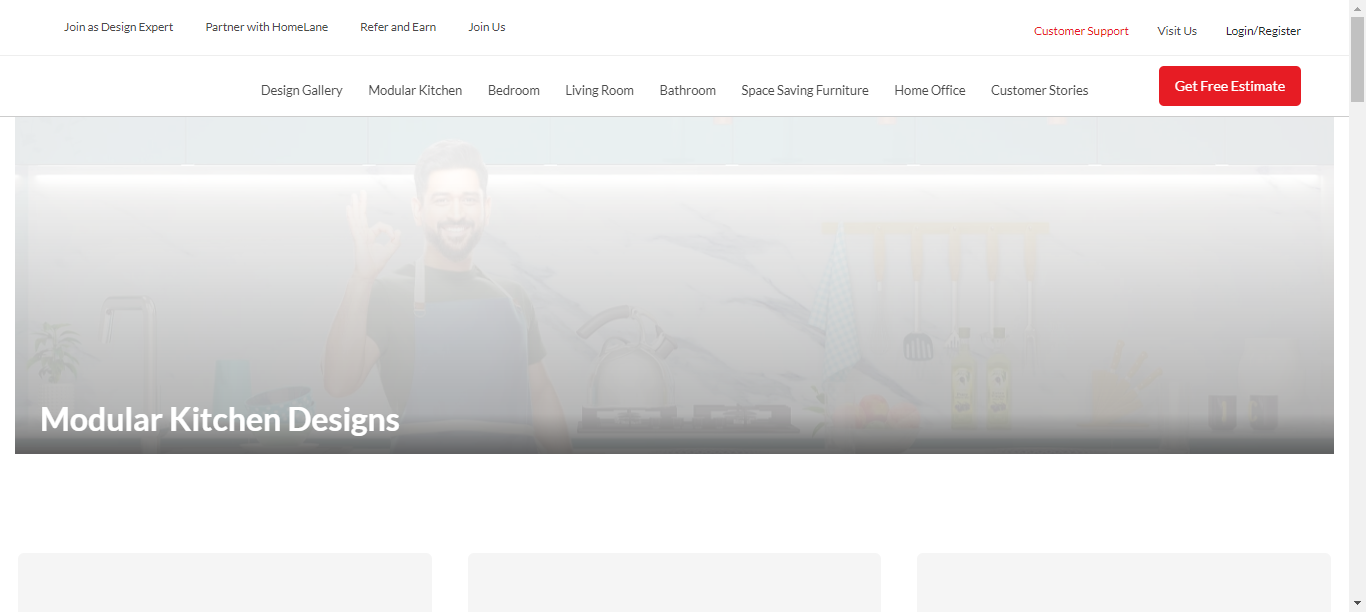 Join as Design Expert Partner with HomeLane Refer and Earn Join Us
Customer Support Visit Us Login/Register
Design Gallery Modular Kitchen Bedroom Living Room Bathroom Space Saving Furniture Home Office Customer Stories
Get Free Estimate
Modular Kitchen Designs